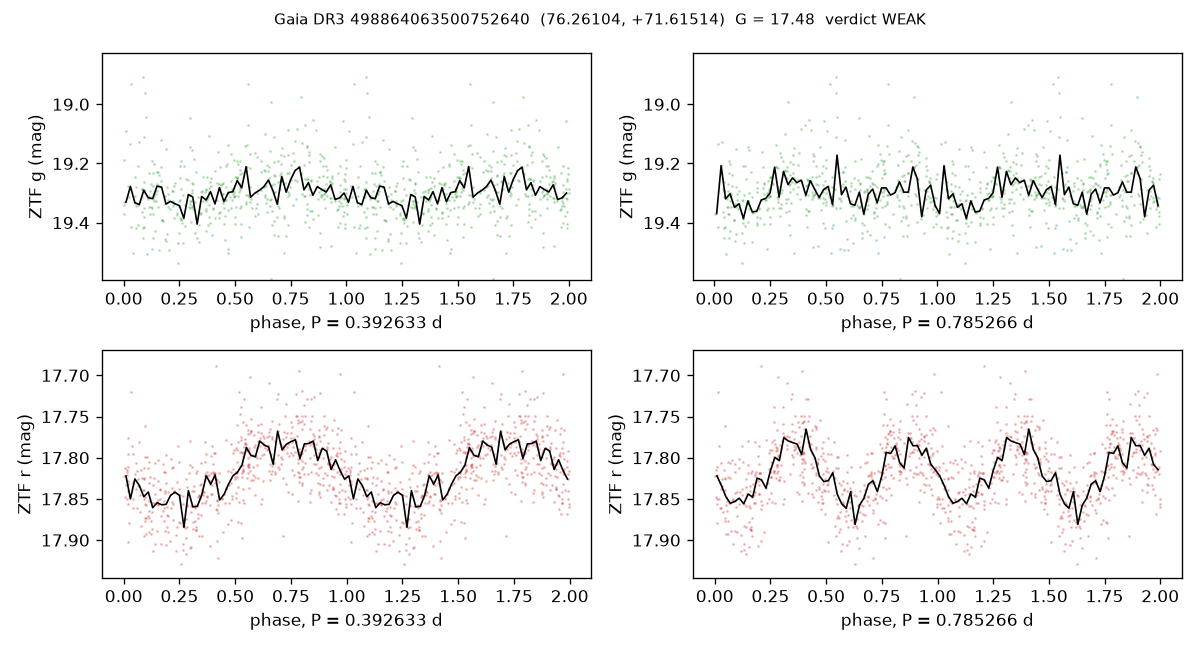 Gaia DR3 498864063500752640 (76.26104, +71.61514) G = 17.48 verdict WEAK
ZTF g (mag)
19.0
19.2
19.4
0.00 0.25 0.50 0.75 1.00 1.25 1.50 1.75 2.00
phase, P = 0.392633 d
ZTF g (mag)
19.0
19.2
19.4
0.00 0.25 0.50 0.75 1.00 1.25 1.50 1.75 2.00
phase, P = 0.785266 d
ZTF r (mag)
17.70
17.75
17.80
17.85
17.90
0.00 0.25 0.50 0.75 1.00 1.25 1.50 1.75 2.00
phase, P = 0.392633 d
ZTF r (mag)
17.70
17.75
17.80
17.85
17.90
0.00 0.25 0.50 0.75 1.00 1.25 1.50 1.75 2.00
phase, P = 0.785266 d